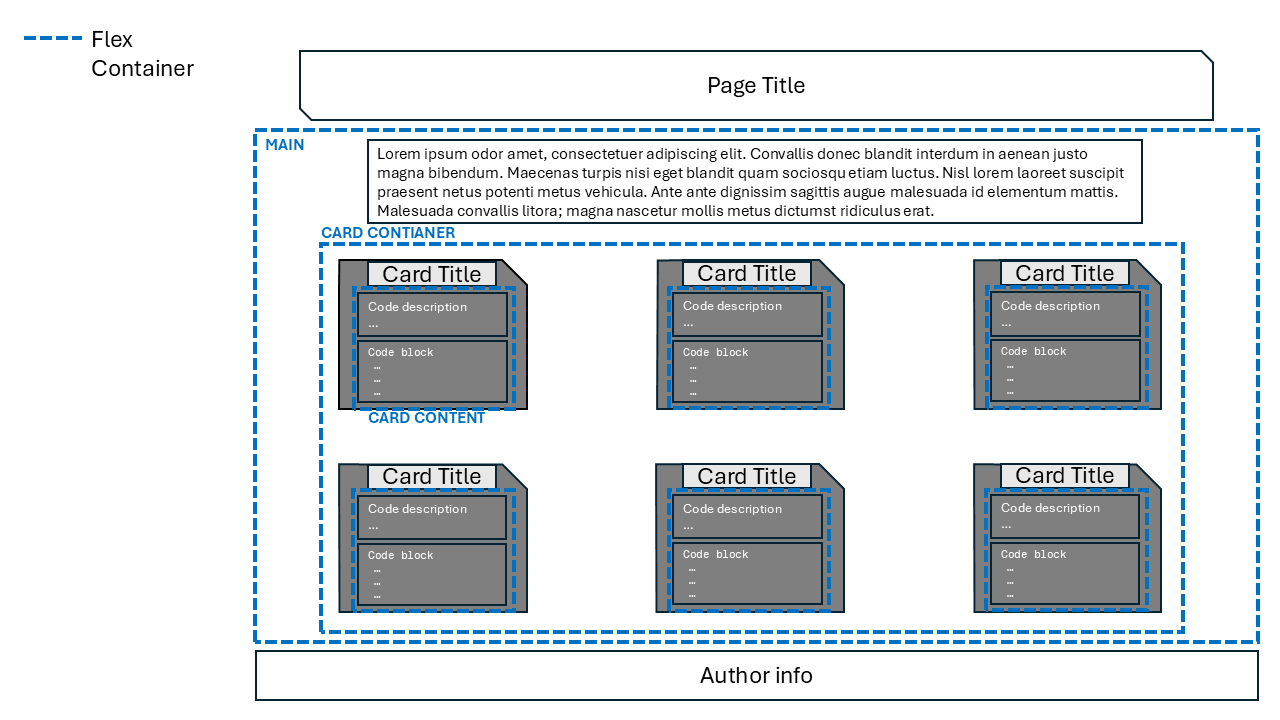 Flex
Container
Page Title
MAIN
Lorem ipsum odor amet, consectetuer adipiscing elit. Convallis donec blandit interdum in aenean justo
magna bibendum. Maecenas turpis nisi eget blandit quam sociosqu etiam luctus. Nisl lorem laoreet suscipit
praesent netus potenti metus vehicula. Ante ante dignissim sagittis augue malesuada id elementum mattis.
Malesuada convallis litora; magna nascetur mollis metus dictumst ridiculus erat.
CARD CONTIANER
Card Title
Code description
...
Code block
…
…
…
CARD CONTENT
Card Title
Code description
...
Code block
…
…
…
Card Title
Code description
...
Code block
…
…
…
Card Title
Code description
...
Code block
…
…
…
Card Title
Code description
...
Code block
…
…
…
Card Title
Code description
...
Code block
…
…
…
Author info